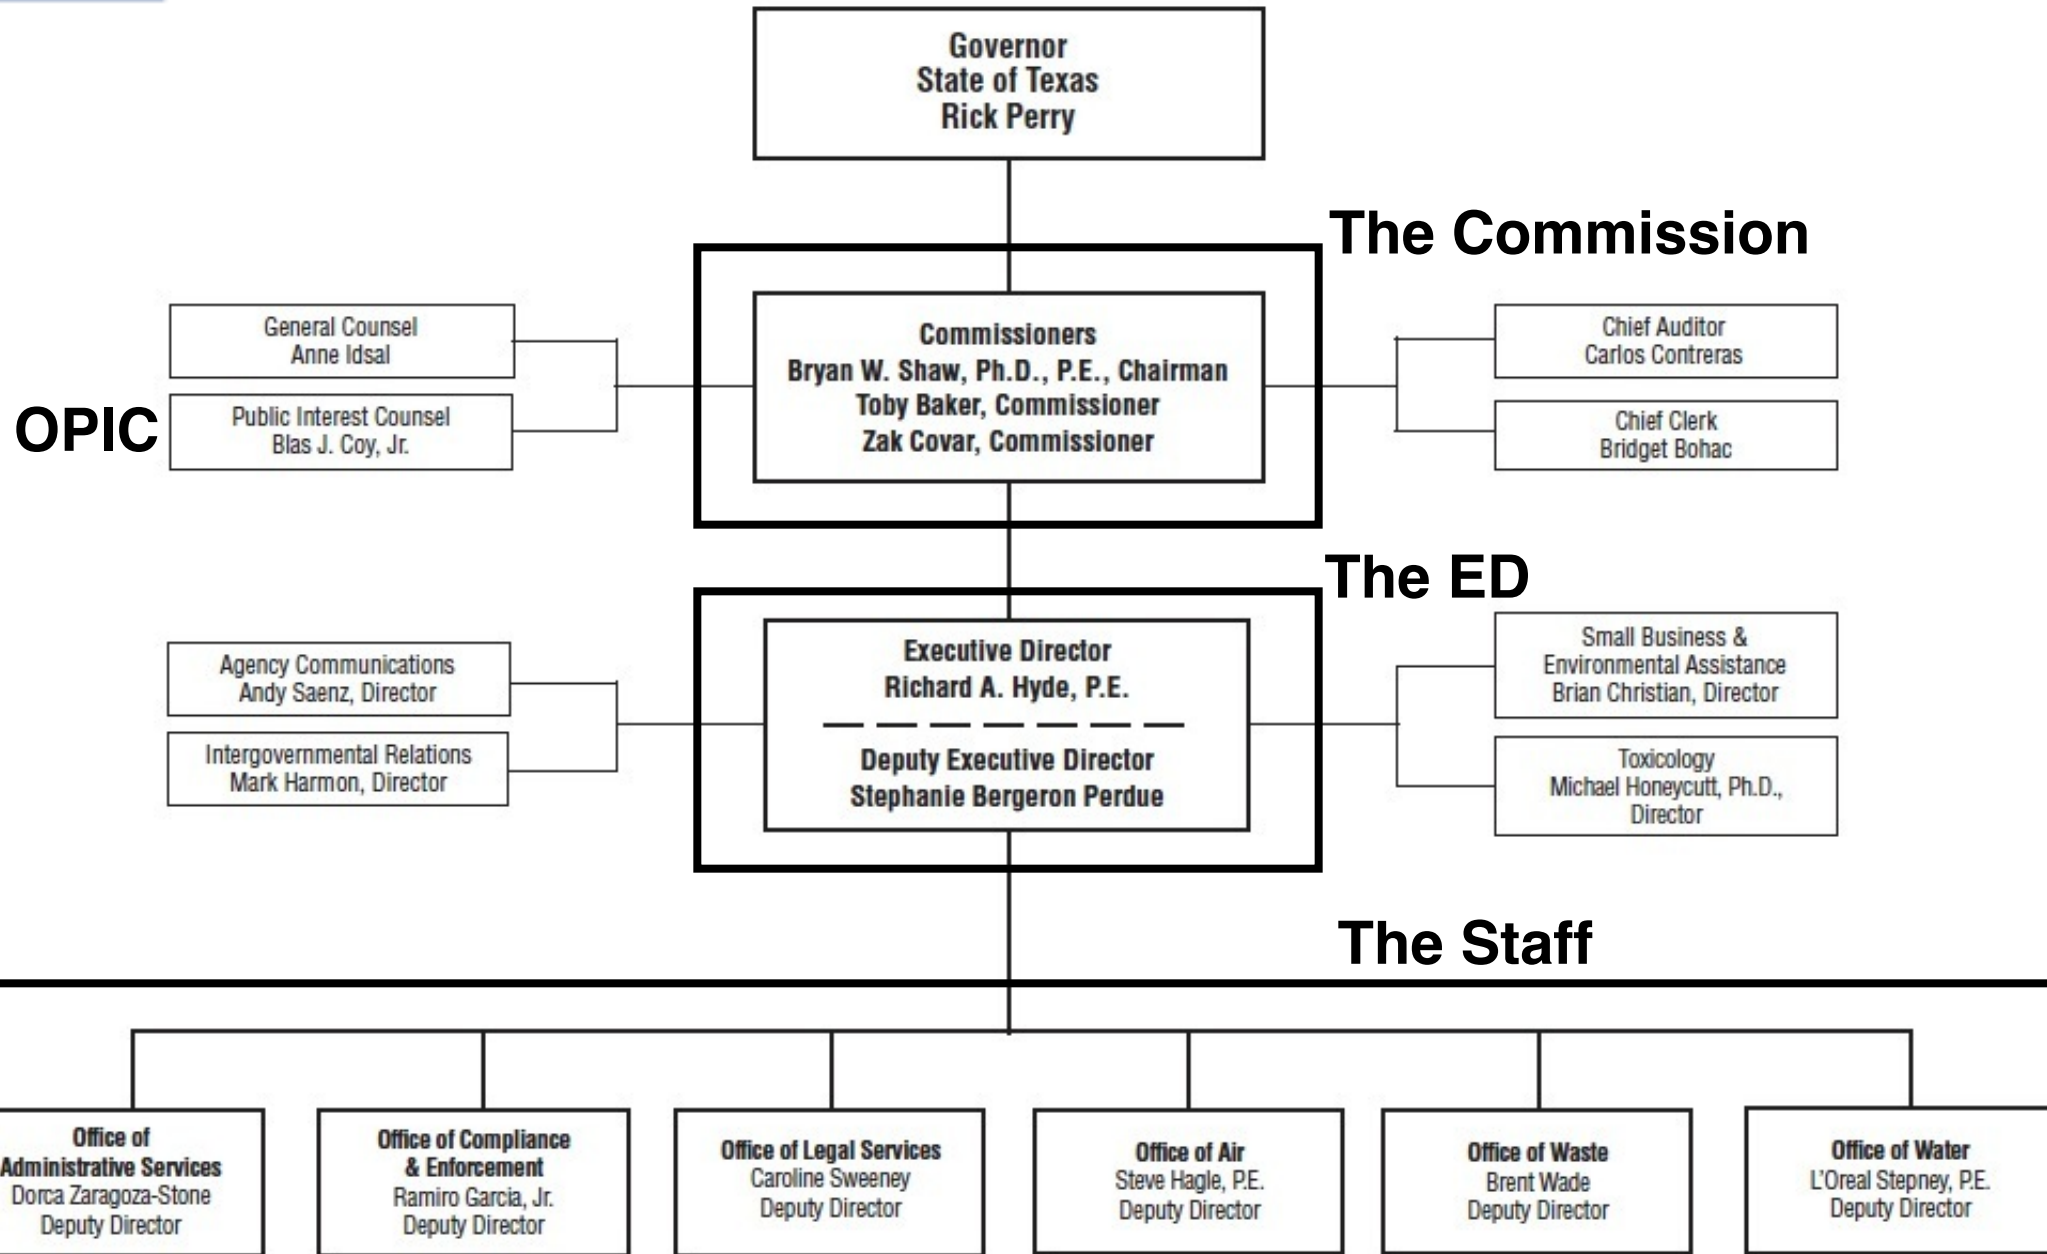 Governor
State of Texas
Rick Perry
The Commission
General Counsel
Anne Idsal
OPIC
Public Interest Counsel
Blas J. Coy, Jr.
Commissioners
Bryan W. Shaw, Ph.D., P.E., Chairman
Toby Baker, Commissioner
Zak Covar, Commissioner
Chief Auditor
Carlos Contreras
Chief Clerk
Bridget Bohac
The ED
Agency Communications
Andy Saenz, Director
Intergovernmental Relations
Mark Harmon, Director
Executive Director
Richard A. Hyde, P.E.
Deputy Executive Director
Stephanie Bergeron Perdue
Small Business &
Environmental Assistance
Brian Christian, Director
Toxicology
Michael Honeycutt, Ph.D.,
Director
The Staff
Office of
Administrative Services
Dorca Zaragoza-Stone
Deputy Director
Office of Compliance
& Enforcement
Ramiro Garcia, Jr.
Deputy Director
Office of Legal Services
Caroline Sweeney
Deputy Director
Office of Air
Steve Hagle, P.E.
Deputy Director
Office of Waste
Brent Wade
Deputy Director
Office of Water
L'Oreal Stepney, P.E.
Deputy Director